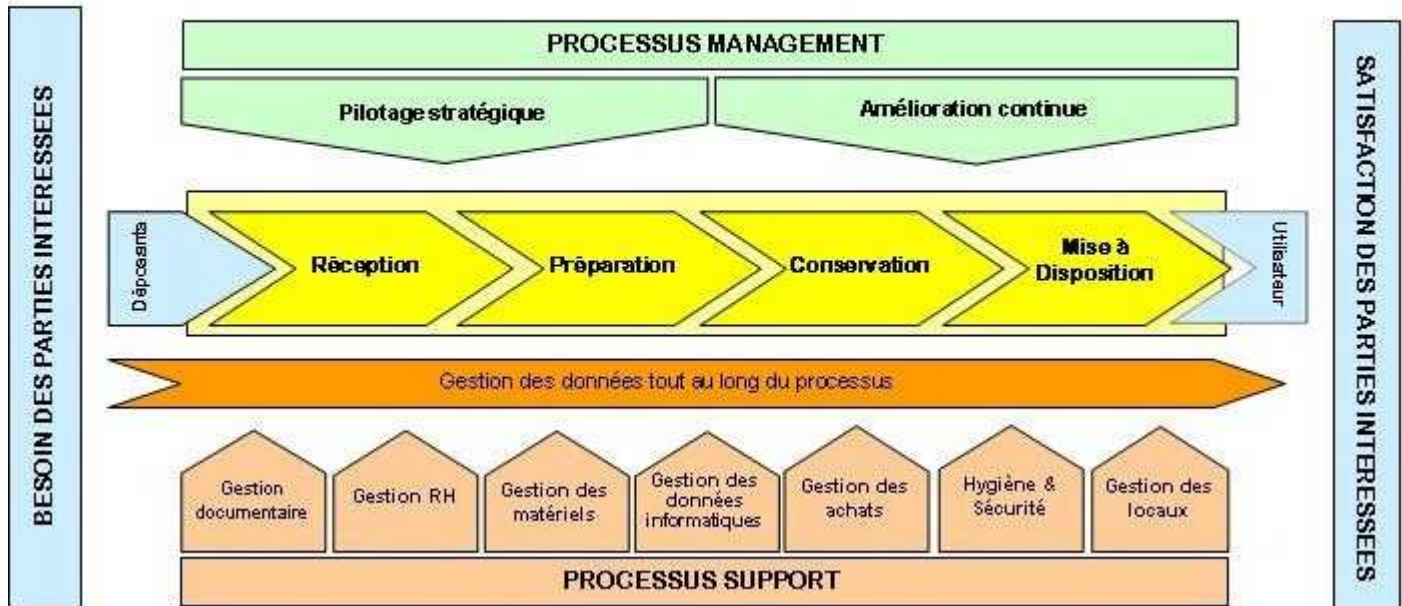 BESOIN DES PARTIES INTERESSEES
PROCESSUS MANAGEMENT
Pilotage stratégique
Amélioration continue
Déposants
Réception
Préparation
Conservation
Mise à
Disposition
Utilisateur
Gestion des données tout au long du processus
Gestion
documentaire
Gestion RH
Gestion des
matériels
Gestion des
données
informatiques
Gestion des
achats
Hygiène &
Sécurité
Gestion des
locaux
PROCESSUS SUPPORT
SATISFACTION DES PARTIES INTERESSEES